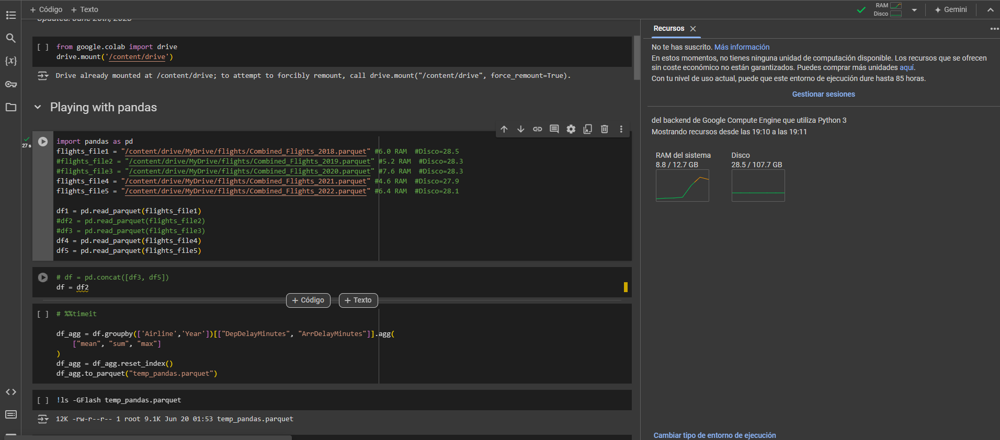 + Código + Texto
RAM
Disco
Gemini
Updated: June 20th, 2023
[ ] from google.colab import drive
drive.mount('/content/drive')
Drive already mounted at /content/drive; to attempt to forcibly remount, call drive.mount("/content/drive", force_remount=True).
Playing with pandas
27 s
import pandas as pd
flights_file1 = "/content/drive/MyDrive/flights/Combined_Flights_2018.parquet" #6.0 RAM  #Disco=28.5
#flights_file2 = "/content/drive/MyDrive/flights/Combined_Flights_2019.parquet" #5.2 RAM  #Disco=28.3
#flights_file3 = "/content/drive/MyDrive/flights/Combined_Flights_2020.parquet" #7.6 RAM  #Disco=28.3
flights_file4 = "/content/drive/MyDrive/flights/Combined_Flights_2021.parquet" #4.6 RAM  #Disco=27.9
flights_file5 = "/content/drive/MyDrive/flights/Combined_Flights_2022.parquet" #6.4 RAM  #Disco=28.1
df1 = pd.read_parquet(flights_file1)
#df2 = pd.read_parquet(flights_file2)
#df3 = pd.read_parquet(flights_file3)
df4 = pd.read_parquet(flights_file4)
df5 = pd.read_parquet(flights_file5)
# df = pd.concat([df3, df5])
df = df2
+ Código + Texto
[ ] # %%timeit
df_agg = df.groupby(['Airline','Year'])[["DepDelayMinutes", "ArrDelayMinutes"]].agg(
    ["mean", "sum", "max"]
)
df_agg = df_agg.reset_index()
df_agg.to_parquet("temp_pandas.parquet")
[ ] !ls -GFlash temp_pandas.parquet
12K -rw-r--r-- 1 root 9.1K Jun 20 01:53 temp_pandas.parquet
Recursos
No te has suscrito. Más información
En estos momentos, no tienes ninguna unidad de computación disponible. Los recursos que se ofrecen
sin coste económico no están garantizados. Puedes comprar más unidades aquí.
Con tu nivel de uso actual, puede que este entorno de ejecución dure hasta 85 horas.
Gestionar sesiones
del backend de Google Compute Engine que utiliza Python 3
Mostrando recursos desde las 19:10 a las 19:11
RAM del sistema
8.8 / 12.7 GB
Disco
28.5 / 107.7 GB
Cambiar tipo de entorno de ejecución